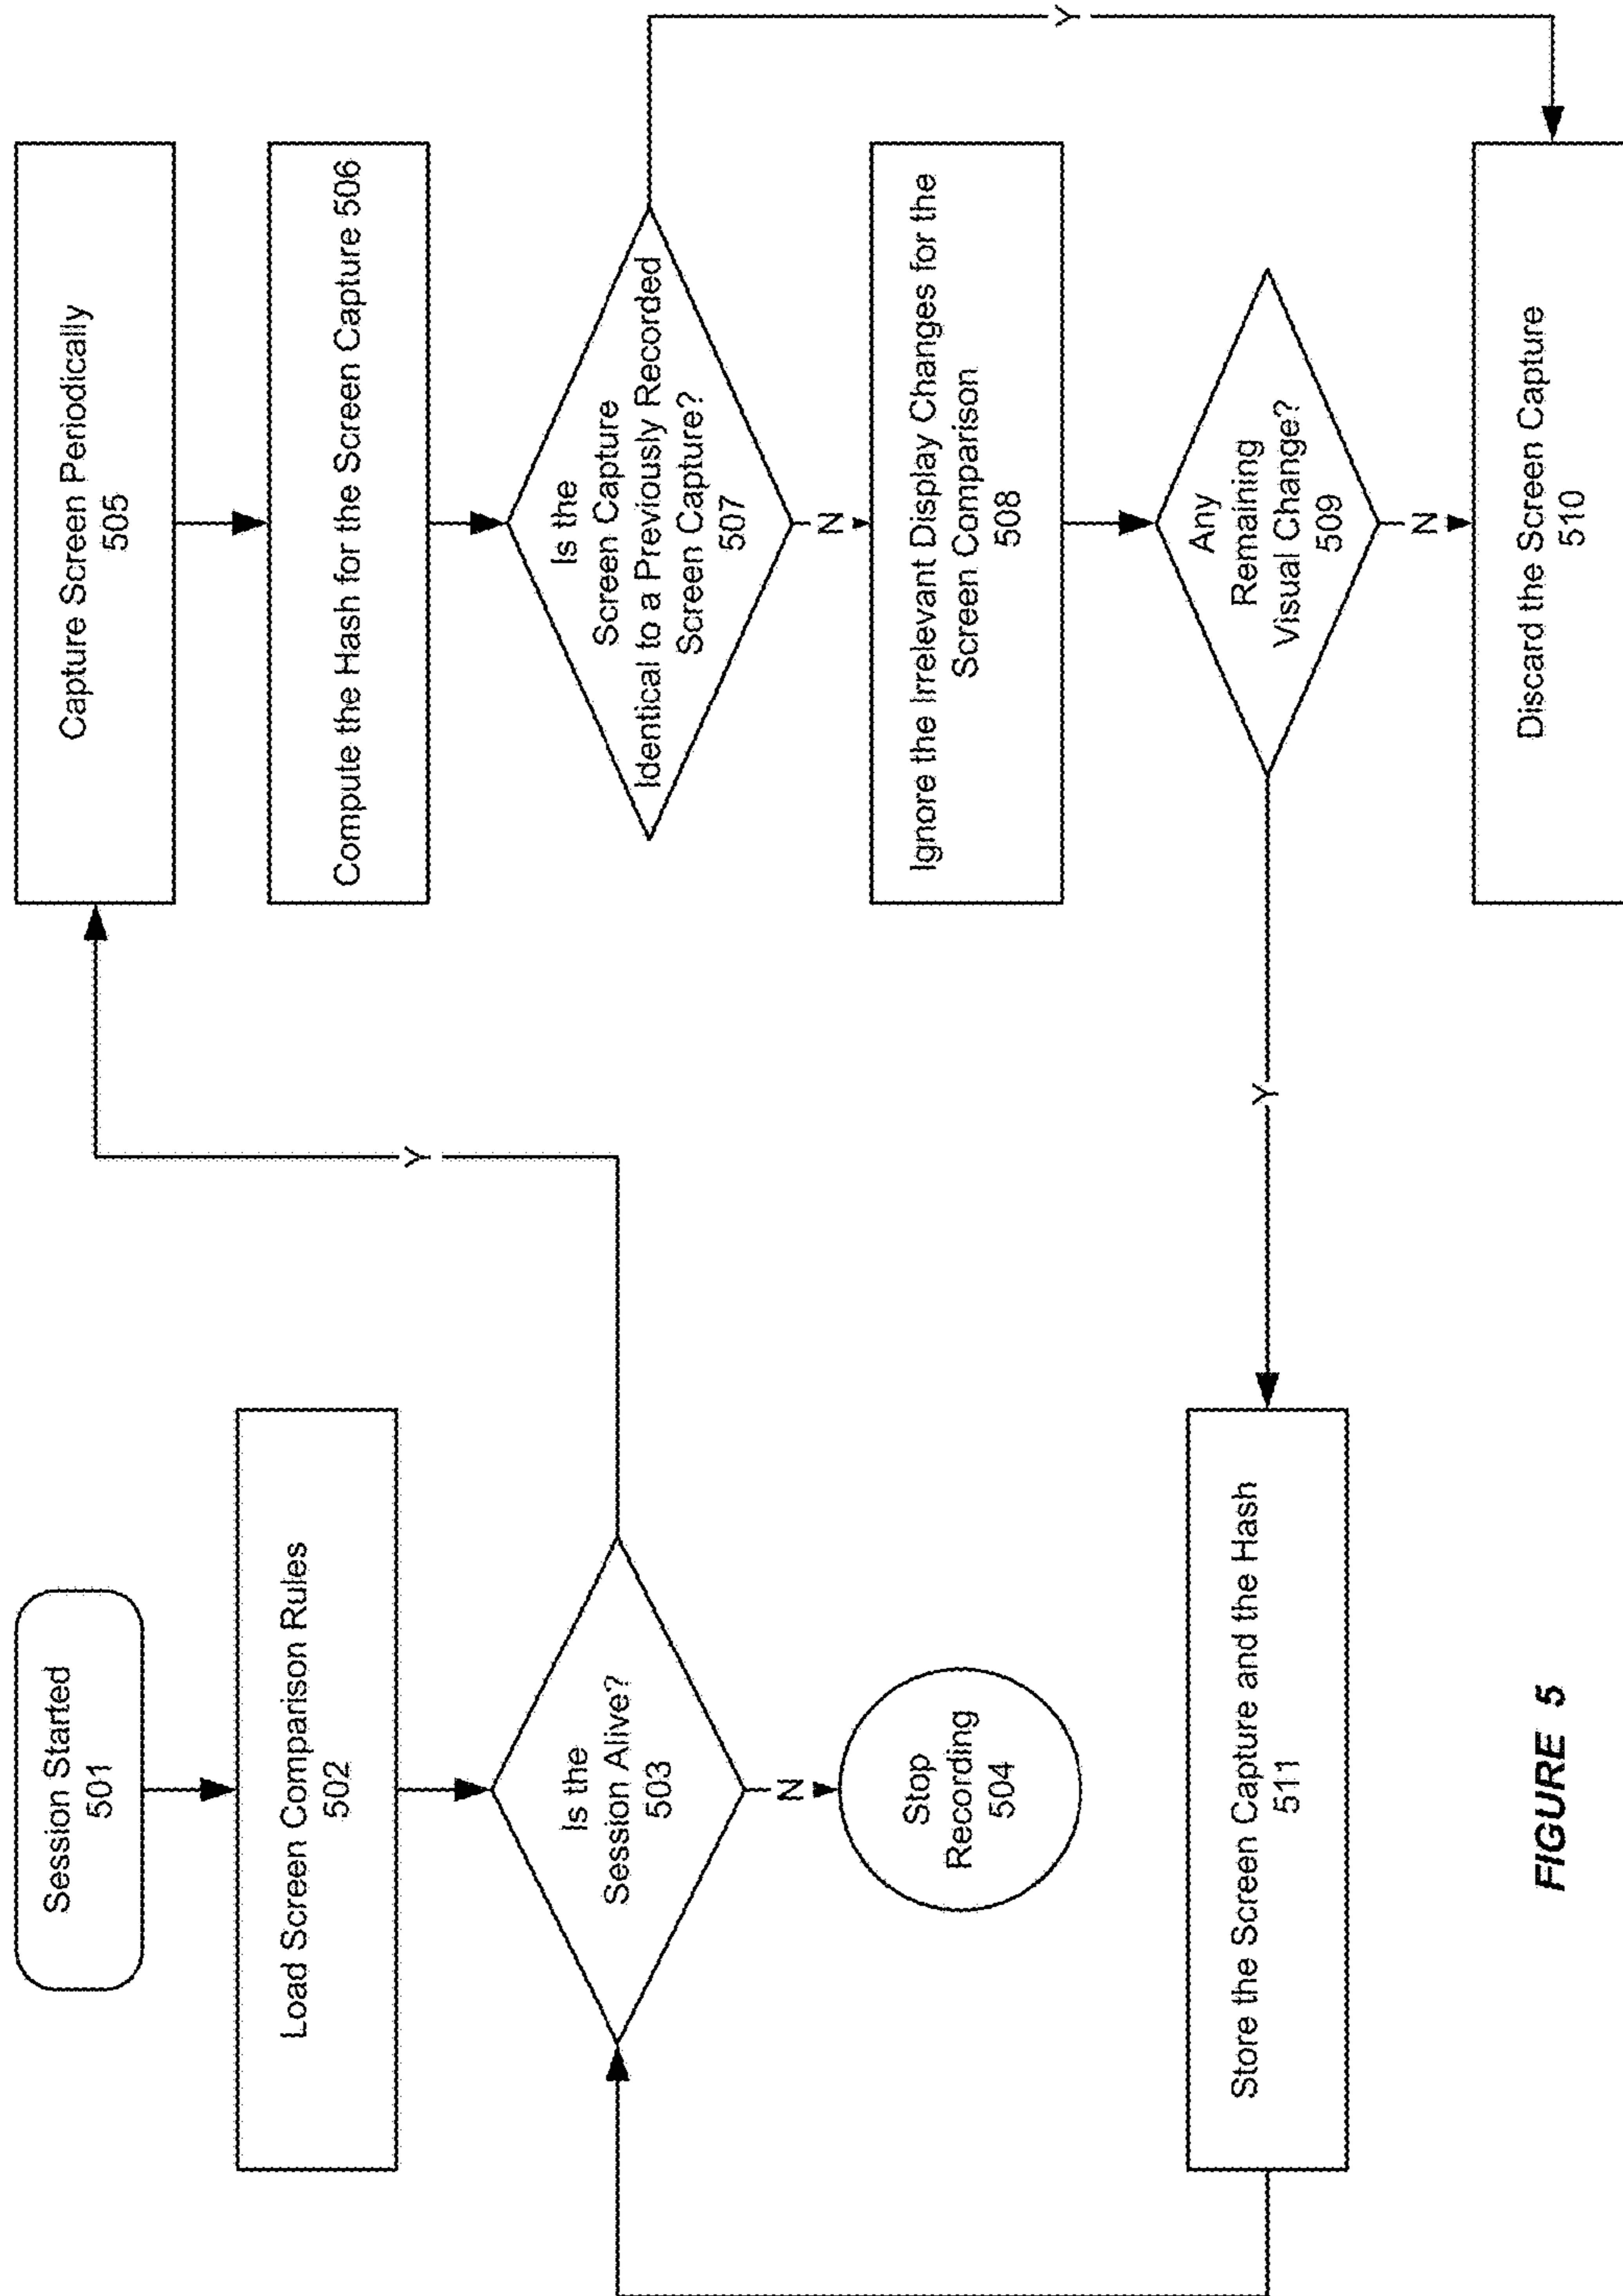 Session Started
501
Load Screen Comparison Rules
502
Is the
Session Alive?
503
N
Stop
Recording
504
Y
Capture Screen Periodically
505
Compute the Hash for the Screen Capture 506
Is the
Screen Capture
Identical to a Previously Recorded
Screen Capture?
507
Y
N
Ignore the Irrelevant Display Changes for the
Screen Comparison
508
Any
Remaining
Visual Change?
509
Y
N
Discard the Screen Capture
510
Store the Screen Capture and the Hash
511
FIGURE 5